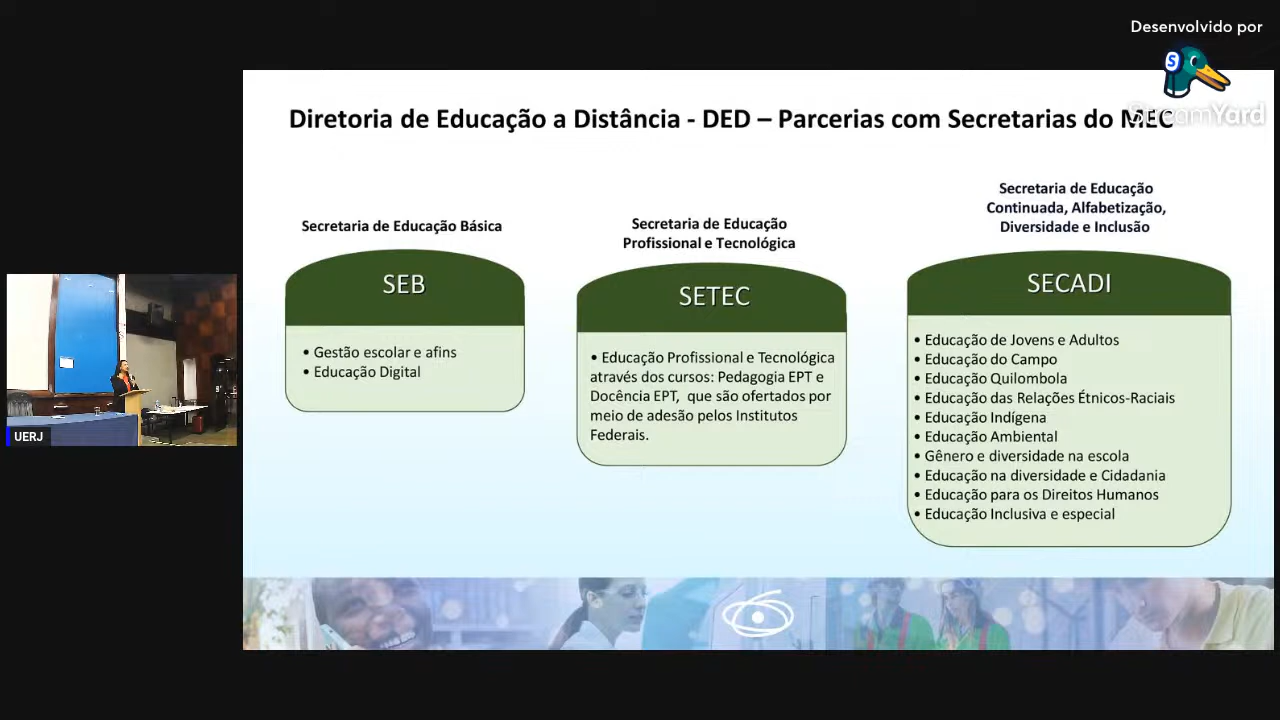 Desenvolvido por
StreamYard
Diretoria de Educação a Distância - DED – Parcerias com Secretarias do MEC
Secretaria de Educação Básica
SEB
• Gestão escolar e afins
• Educação Digital
Secretaria de Educação
Profissional e Tecnológica
SETEC
• Educação Profissional e Tecnológica
através dos cursos: Pedagogia EPT e
Docência EPT, que são ofertados por
meio de adesão pelos Institutos
Federais.
Secretaria de Educação
Continuada, Alfabetização,
Diversidade e Inclusão
SECADI
• Educação de Jovens e Adultos
• Educação do Campo
• Educação Quilombola
• Educação das Relações Étnicos-Raciais
• Educação Indígena
• Educação Ambiental
• Gênero e diversidade na escola
• Educação na diversidade e Cidadania
• Educação para os Direitos Humanos
• Educação Inclusiva e especial
UERJ